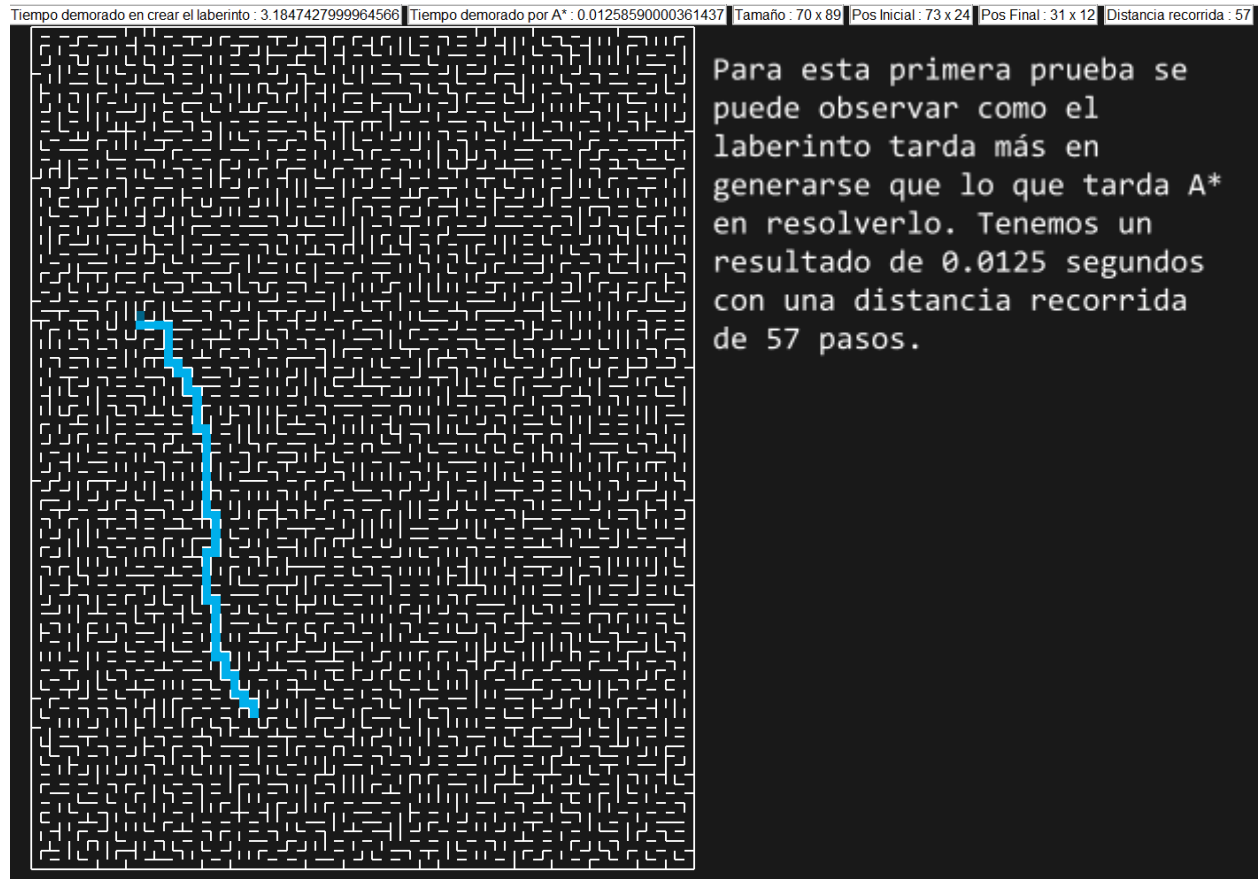 Tiempo demorado en crear el laberinto : 3.1847427999964566 Tiempo demorado por A* : 0.01258590000361437 Tamaño : 70 x 89 Pos Inicial : 73 x 24 Pos Final : 31 x 12 Distancia recorrida : 57
Para esta primera prueba se
puede observar como el
laberinto tarda más en
generarse que lo que tarda A*
en resolverlo. Tenemos un
resultado de 0.0125 segundos
con una distancia recorrida
de 57 pasos.